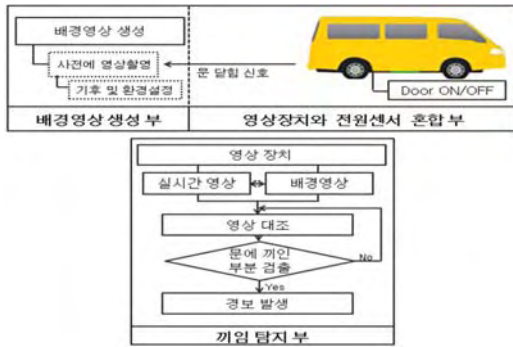 배경영상 생성
사전에 영상촬영
기후 및 환경설정
문 닫힘 신호
Door ON/OFF
배경영상 생성 부
영상장치와 전원센서 혼합 부
영상 장치
실시간 영상
배경영상
영상 대조
문에 끼인
부분 검출
No
Yes
경보 발생
끼임 탐지 부